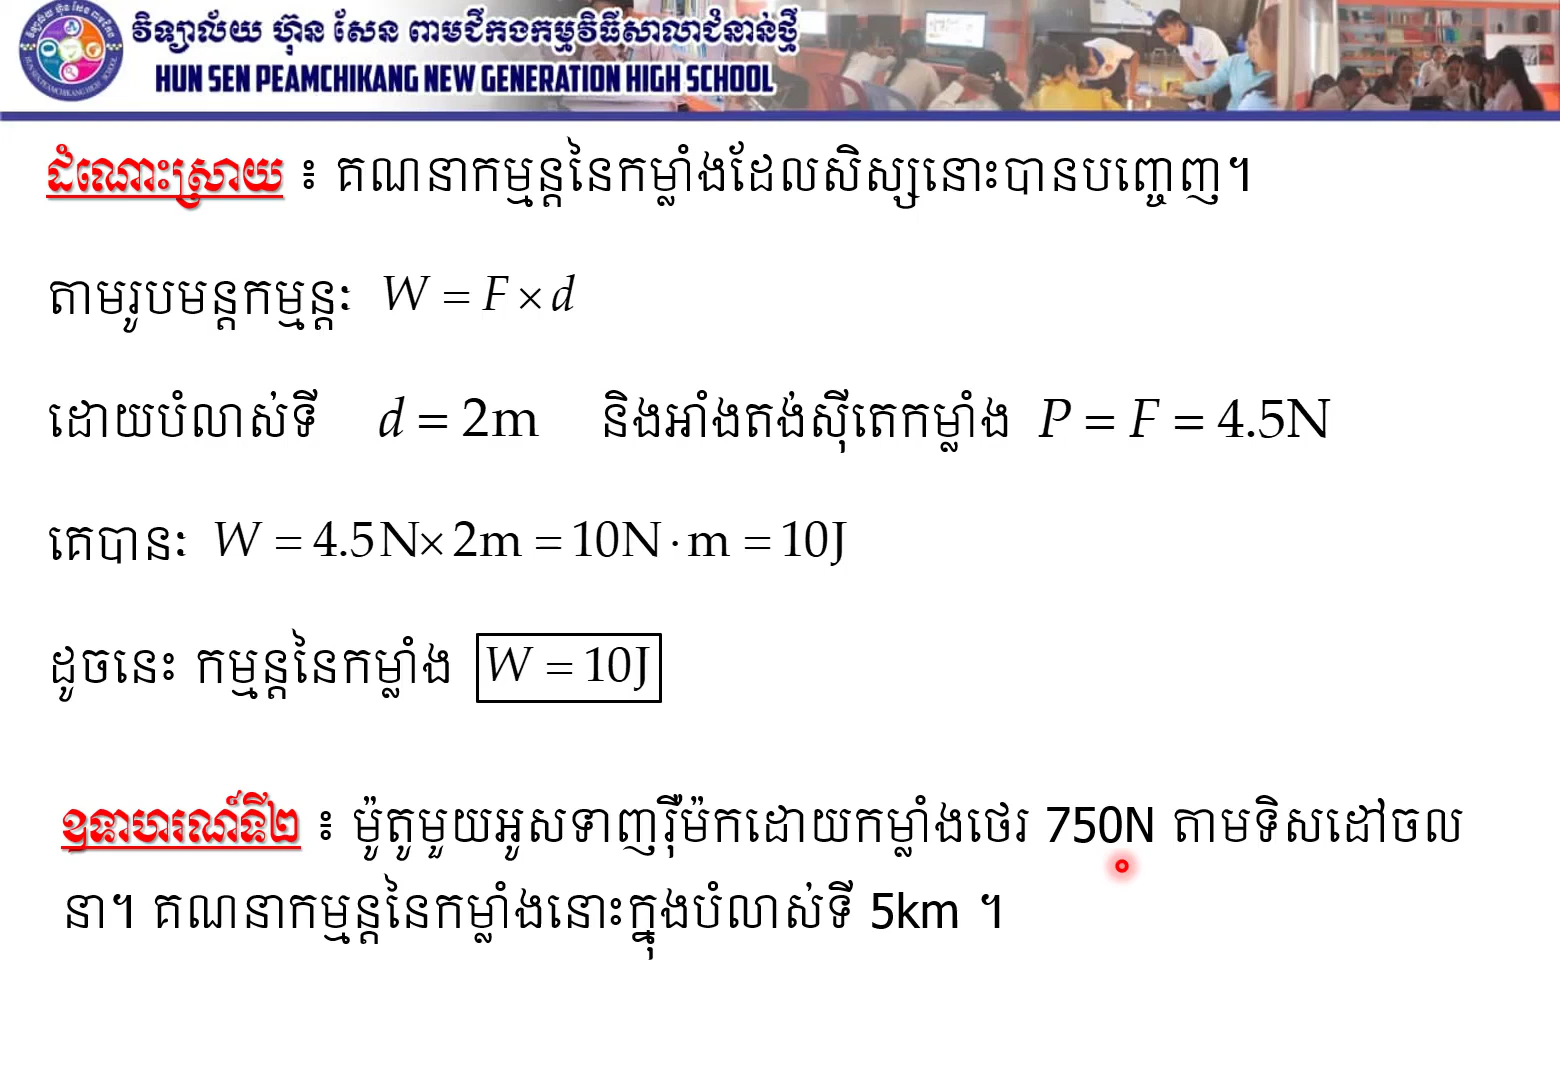 វិទ្យាល័យ ហ៊ុន សែន ពាមជីកងកម្មវិធីសាលាជំនាន់ថ្មី
HUN SEN PEAMCHIKANG NEW GENERATION HIGH SCHOOL
ដំណោះស្រាយ ៖ គណនាកម្មន្តនៃកម្លាំងដែលសិស្សនោះបានបញ្ចេញ។
តាមរូបមន្តកម្មន្តៈ W = F × d
ដោយបំលាស់ទី d = 2m និងអាំងតង់ស៊ីតេកម្លាំង P = F = 4.5N
គេបានៈ W = 4.5N × 2m = 10N · m = 10J
ដូចនេះ កម្មន្តនៃកម្លាំង W = 10J
ឧទាហរណ៍ទី២ ៖ ម៉ូតូមួយអូសទាញរ៉ឺម៉កដោយកម្លាំងថេរ 750N តាមទិសដៅចល
នា។ គណនាកម្មន្តនៃកម្លាំងនោះក្នុងបំលាស់ទី 5km ។